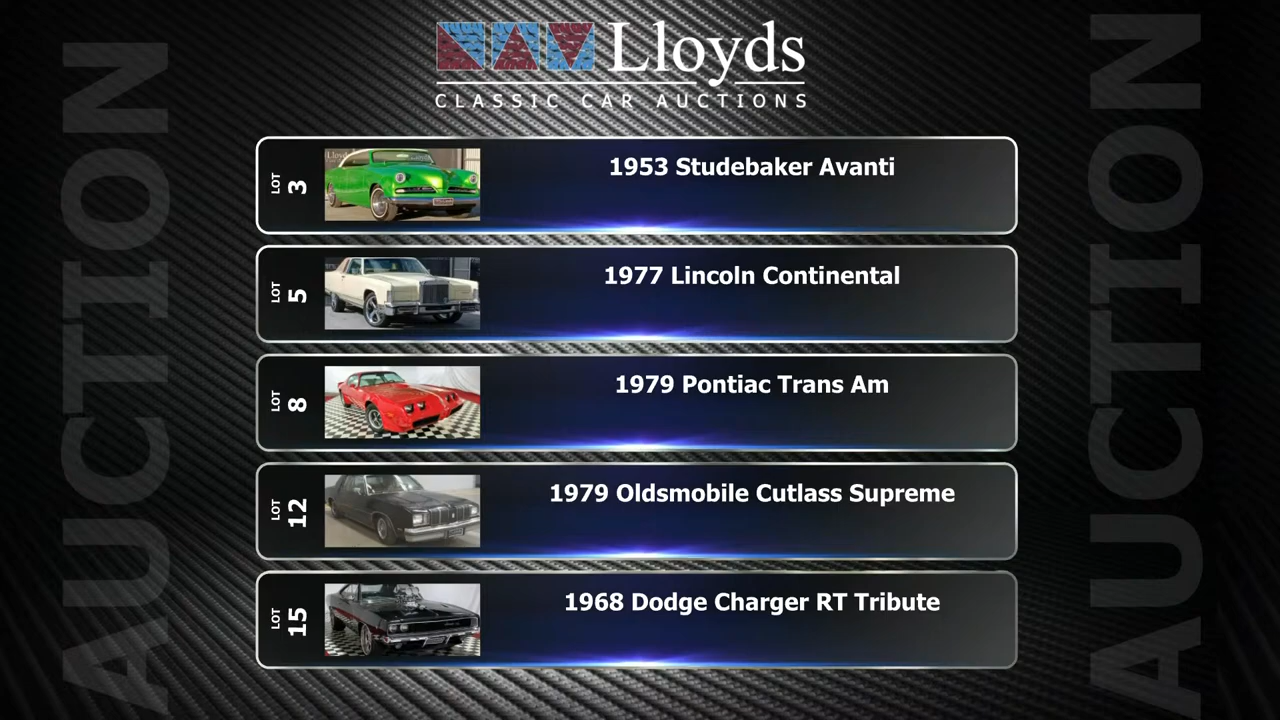 Lloyds
CLASSIC CAR AUCTIONS
AUCTION
AUCTION
LOT 3
Lloyds
1953 Studebaker Avanti
LOT 5
1977 Lincoln Continental
LOT 8
1979 Pontiac Trans Am
LOT 12
1979 Oldsmobile Cutlass Supreme
LOT 15
1968 Dodge Charger RT Tribute